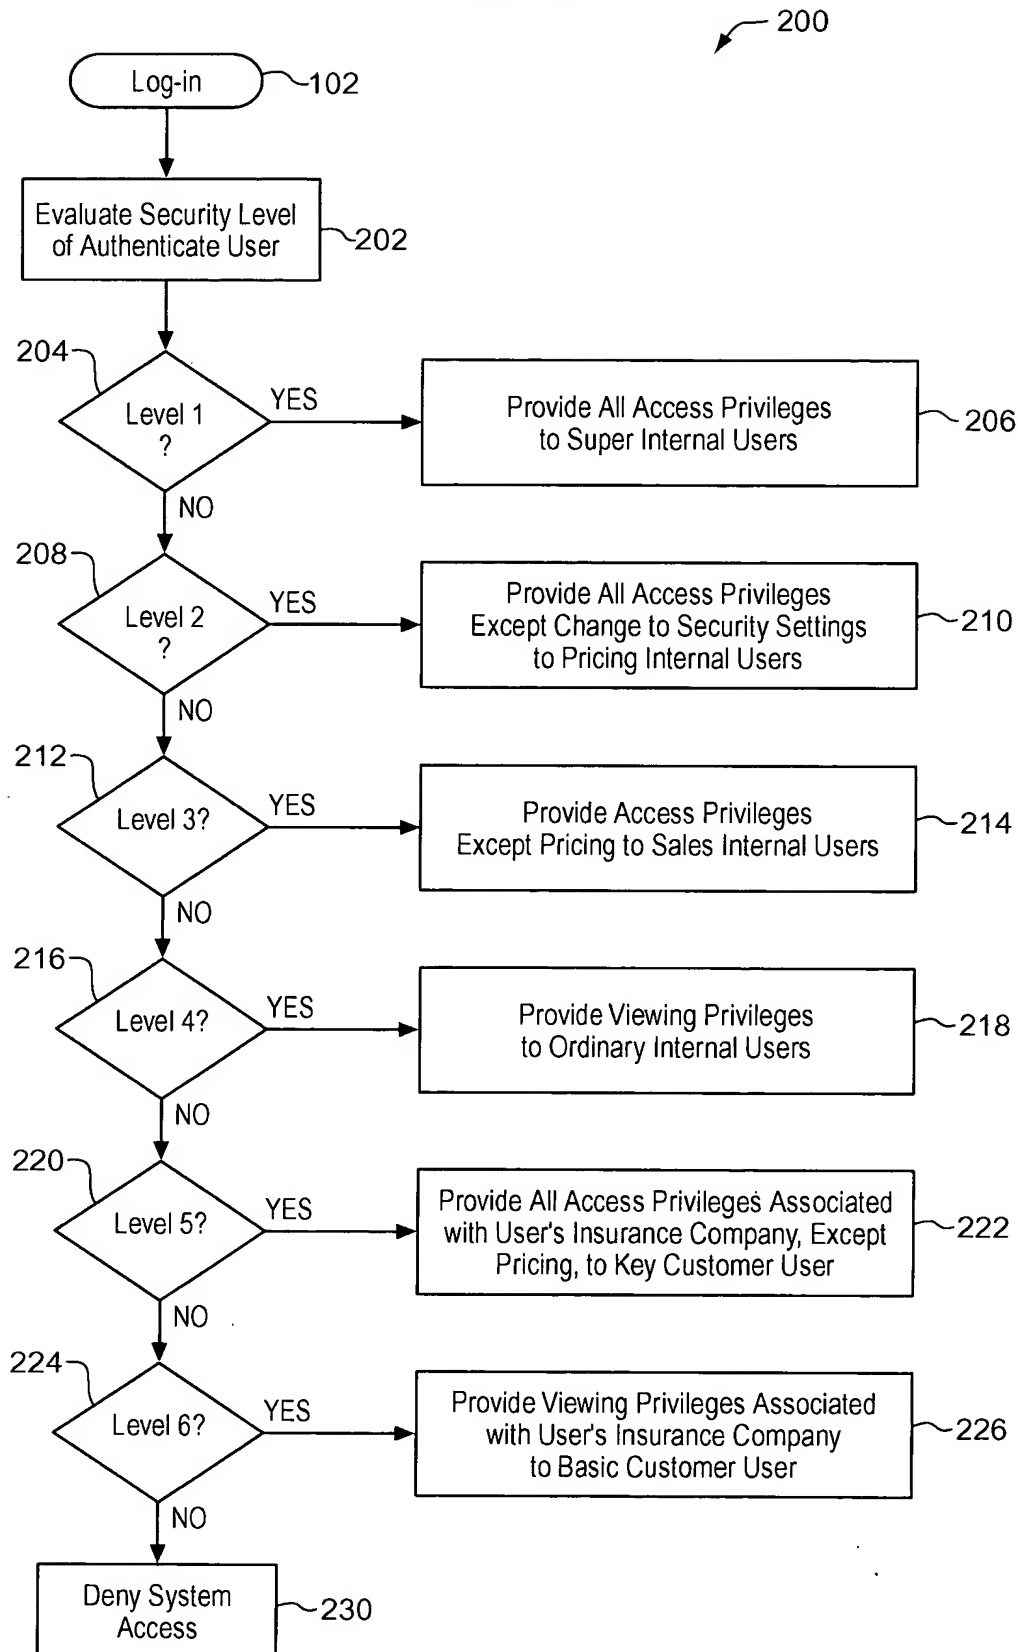 200
Log-in
102
Evaluate Security Level
of Authenticate User
202
204
Level 1
?
YES
Provide All Access Privileges
to Super Internal Users
206
NO
208
Level 2
?
YES
Provide All Access Privileges
Except Change to Security Settings
to Pricing Internal Users
210
NO
212
Level 3?
YES
Provide Access Privileges
Except Pricing to Sales Internal Users
214
NO
216
Level 4?
YES
Provide Viewing Privileges
to Ordinary Internal Users
218
NO
220
Level 5?
YES
Provide All Access Privileges Associated
with User's Insurance Company, Except
Pricing, to Key Customer User
222
NO
224
Level 6?
YES
Provide Viewing Privileges Associated
with User's Insurance Company
to Basic Customer User
226
NO
Deny System
Access
230